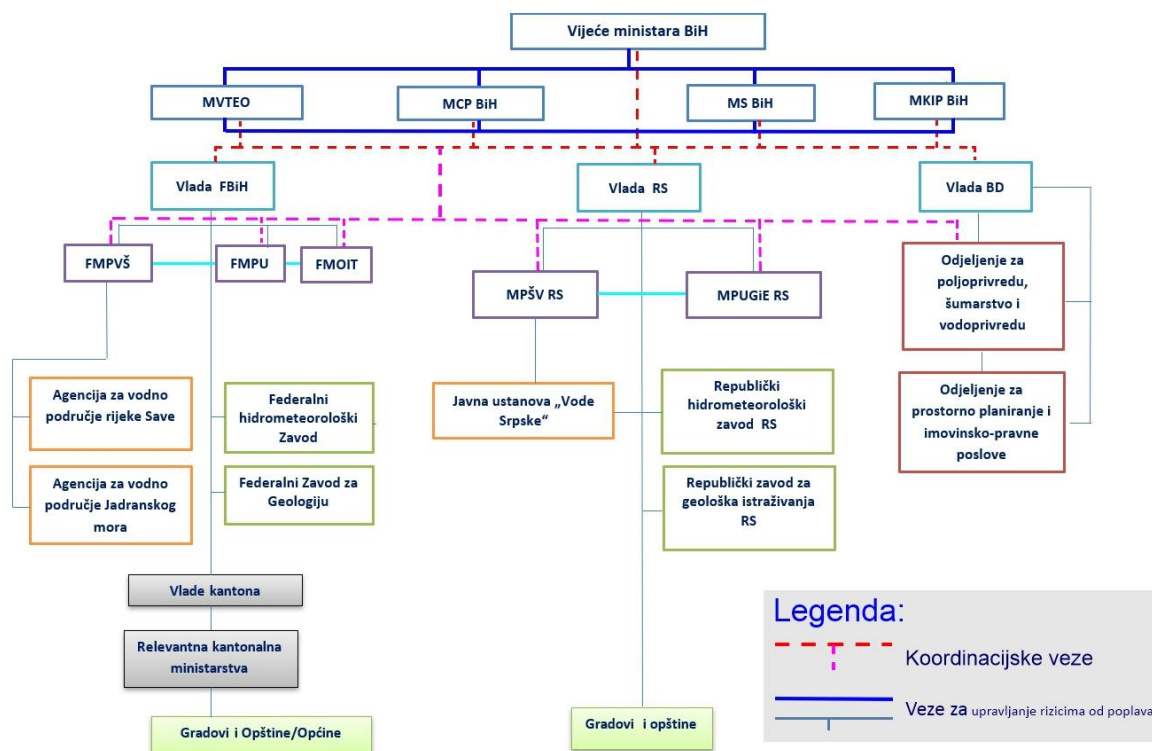 Vijeće ministara BiH
MVTEO
MCP BiH
MS BiH
MKIP BiH
Vlada FBiH
Vlada RS
Vlada BD
FMPVŠ
FMPU
FMOIT
MPŠV RS
MPUGiE RS
Odjeljenje za
poljoprivredu,
šumarstvo i
vodoprivredu
Agencija za vodno
područje rijeke Save
Federalni
hidrometeorološki
Zavod
Javna ustanova „Vode
Srpske“
Republički
hidrometeorološki
zavod RS
Odjeljenje za
prostorno planiranje i
imovinsko-pravne
poslove
Agencija za vodno
područje Jadranskog
mora
Federalni Zavod za
Geologiju
Republički zavod za
geološka istraživanja
RS
Vlade kantona
Relevantna kantonalna
ministarstva
Gradovi i Opštine/Općine
Gradovi i opštine
Legenda:
Koordinacijske veze
Veze za upravljanje rizicima od poplava